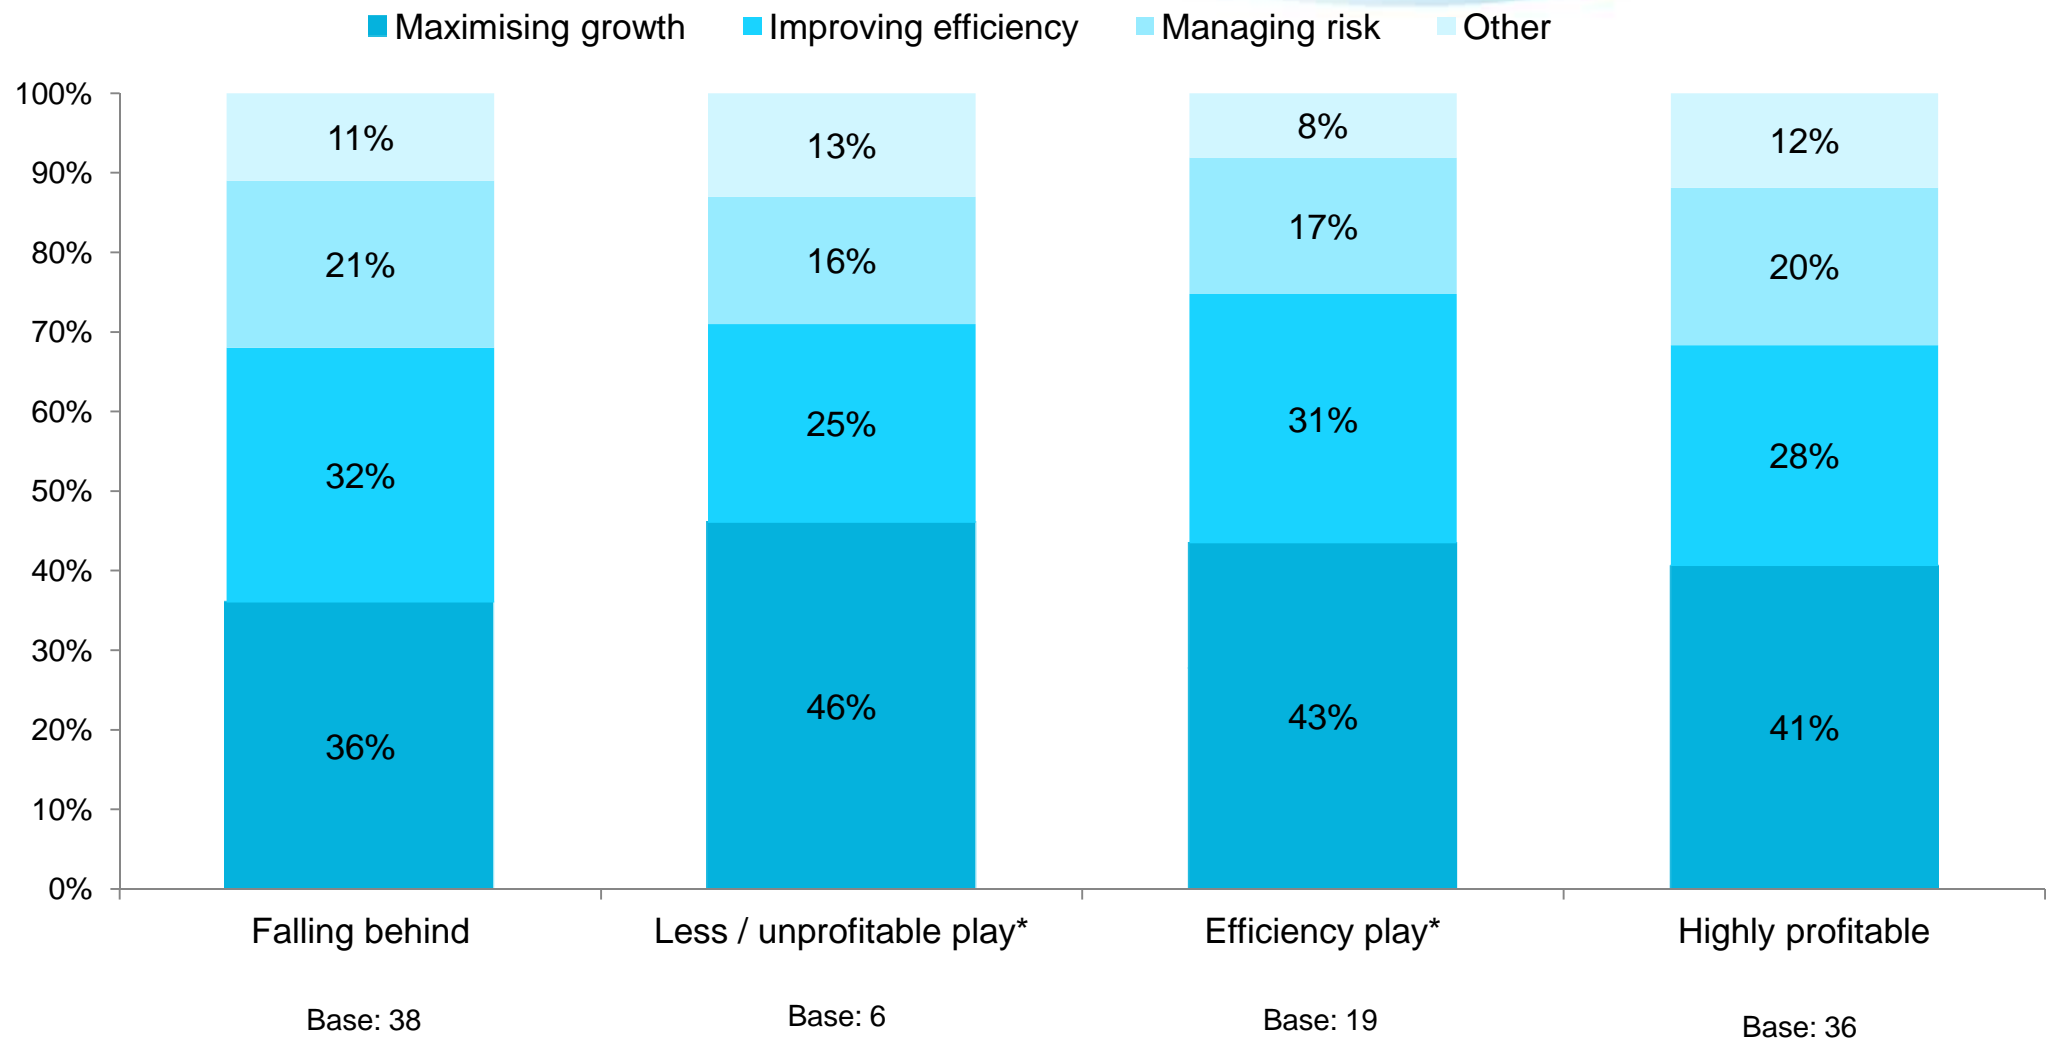 Maximising growth Improving efficiency Managing risk Other
100%
90%
80%
70%
60%
50%
40%
30%
20%
10%
0%
11% 13% 8% 12%
21% 16% 17% 20%
32% 25% 31% 28%
36% 46% 43% 41%
Falling behind Less / unprofitable play* Efficiency play* Highly profitable
Base: 38 Base: 6 Base: 19 Base: 36